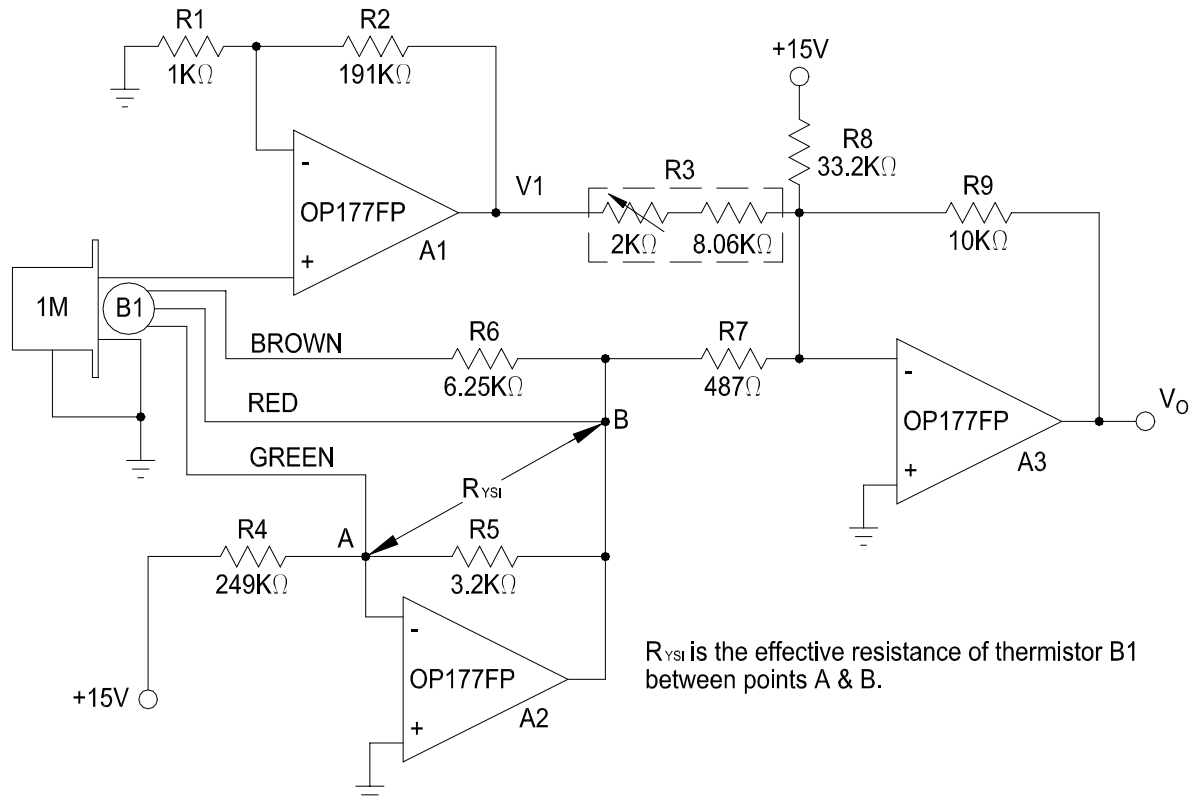 R1
1KΩ
R2
191KΩ
-
+
OP177FP
A1
V1
R3
2KΩ
8.06KΩ
+15V
R8
33.2KΩ
R9
10KΩ
1M
B1
BROWN
RED
GREEN
R6
6.25KΩ
R7
487Ω
B
-
+
OP177FP
A3
VO
RYSI
A
R4
249KΩ
R5
3.2KΩ
+15V
-
+
OP177FP
A2
RYSI is the effective resistance of thermistor B1
between points A & B.